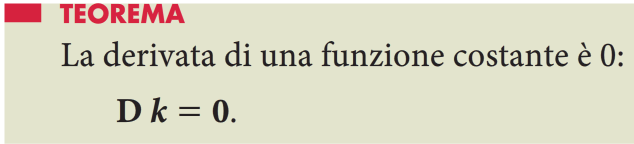 TEOREMA
La derivata di una funzione costante è 0:
D k = 0.